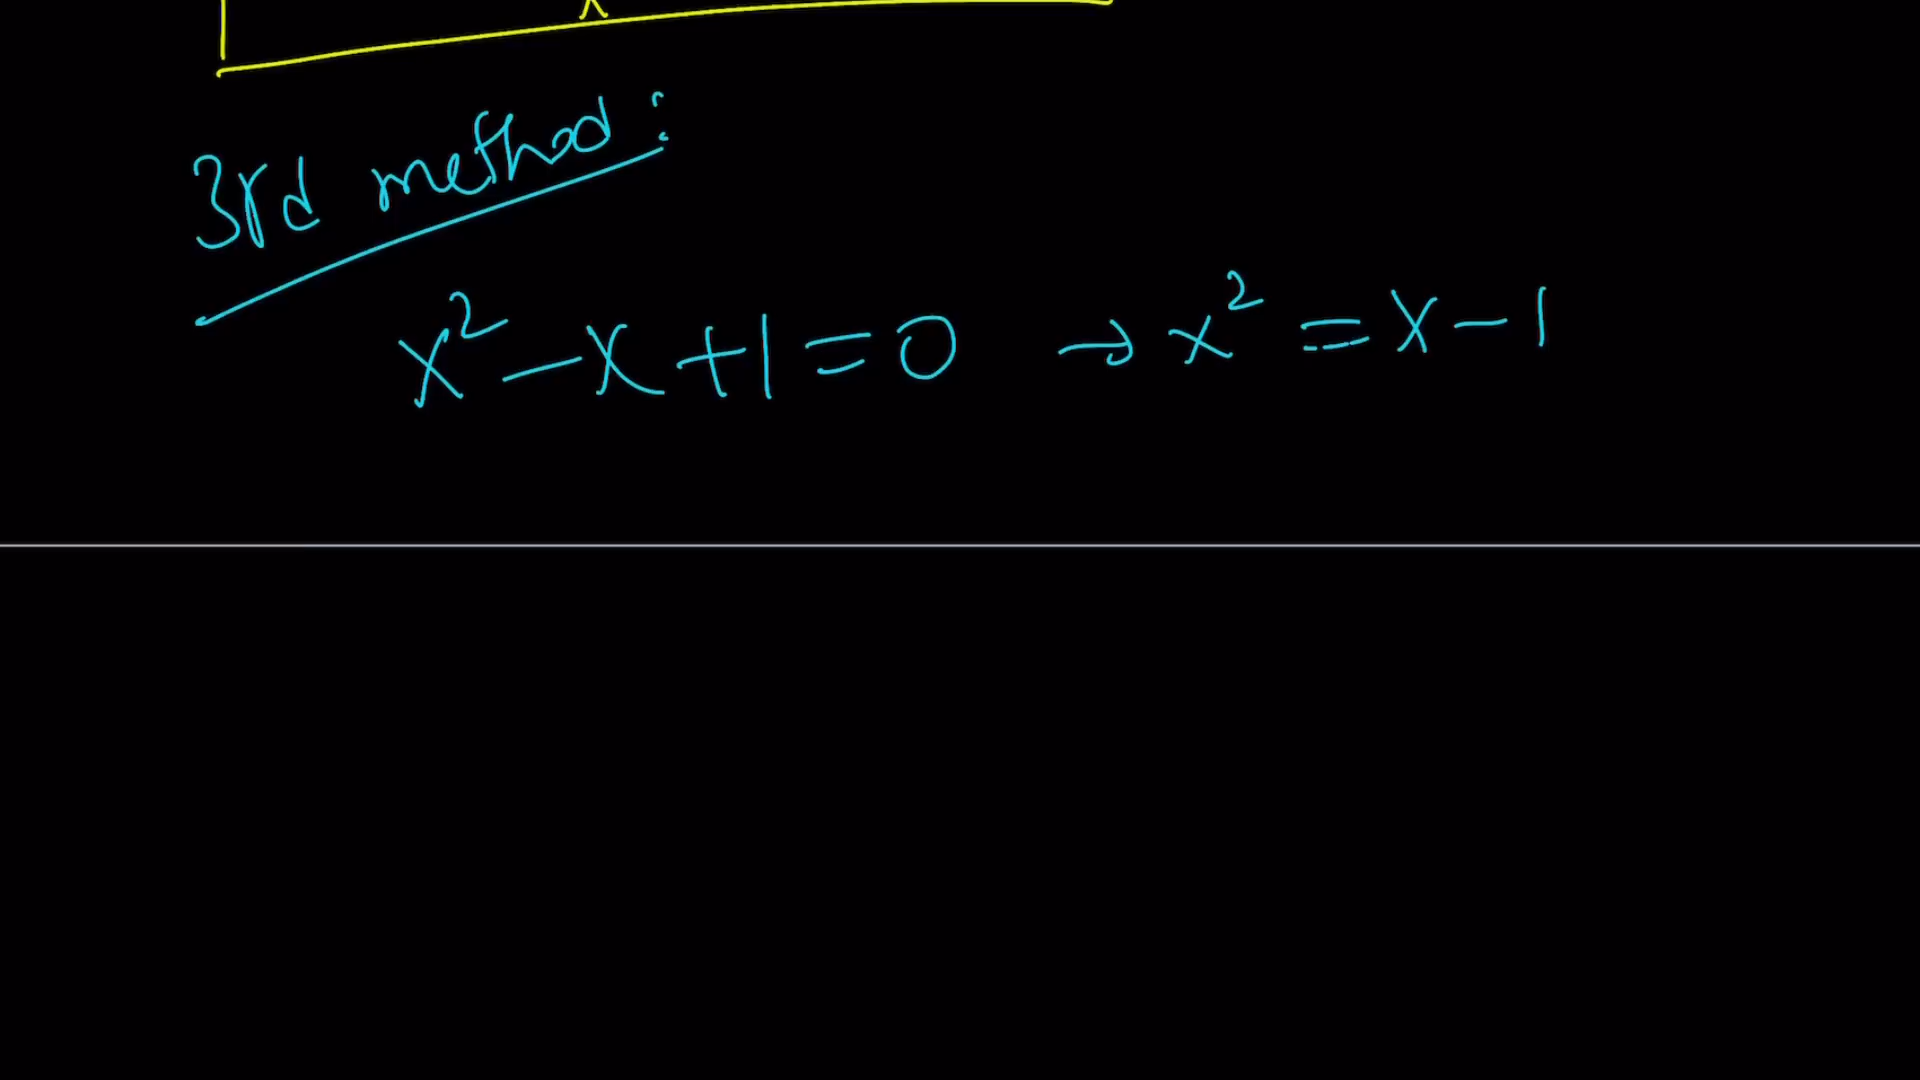 3rd method:
x² - x + 1 = 0 → x² = x - 1